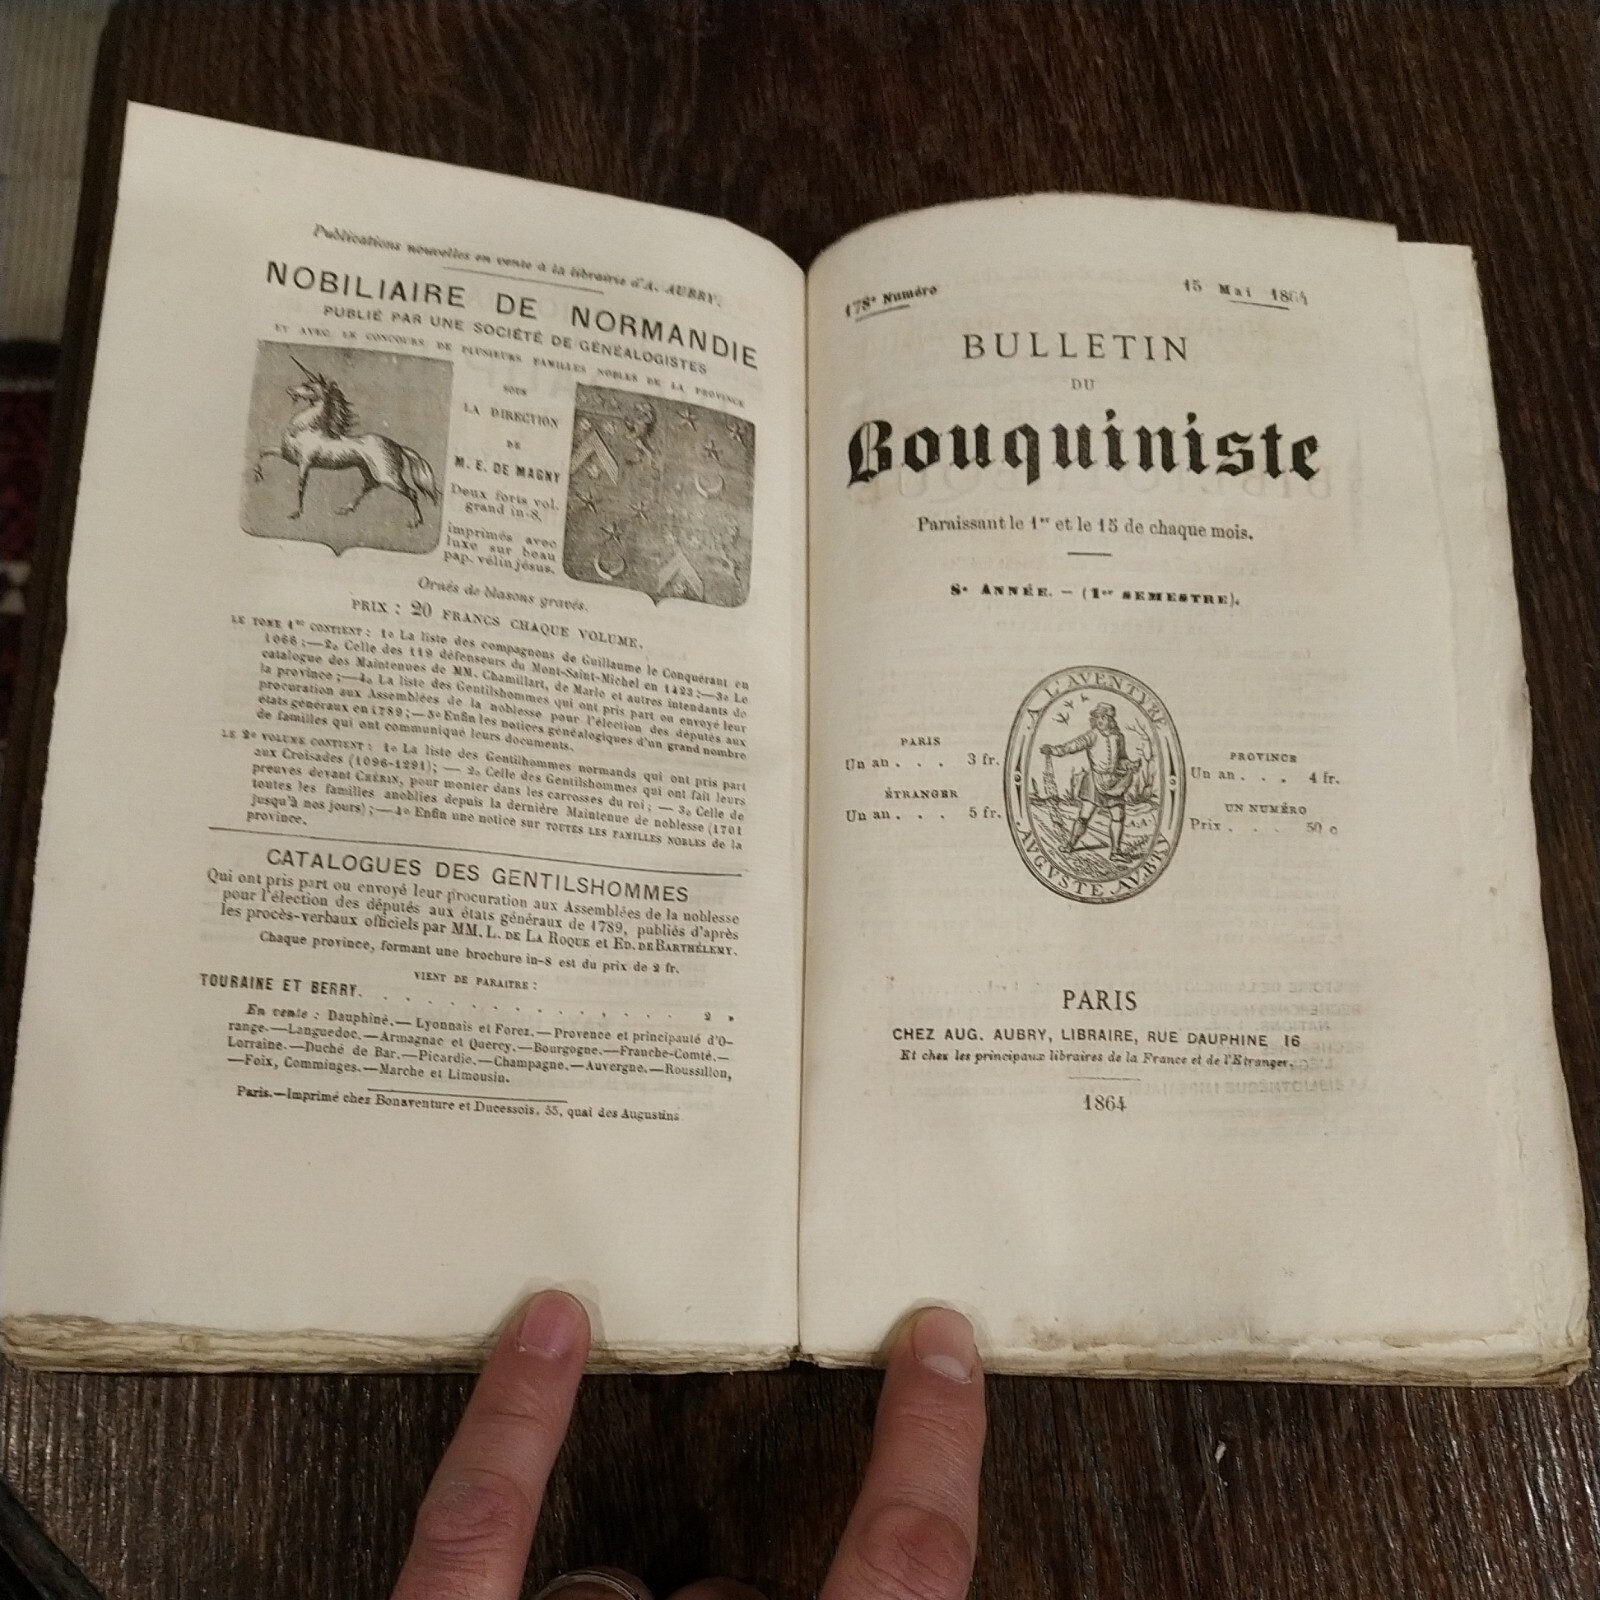 Publications nouvelles en vente à la librairie d'A. AUBRY.
NOBILIAIRE DE NORMANDIE
PUBLIÉ PAR UNE SOCIÉTÉ DE GÉNÉALOGISTES
ET AVEC LE CONCOURS DE PLUSIEURS FAMILLES NOBLES DE LA PROVINCE
SOUS
LA DIRECTION
DE
M. E. DE MAGNY
Deux forts vol.
grand in-8,
imprimés avec
luxe sur beau
pap. vélin jésus.
Ornés de blasons gravés.
PRIX : 20 FRANCS CHAQUE VOLUME.
LE TOME 1er CONTIENT : 1o La liste des compagnons de Guillaume le Conquérant en
1066 ;—2o Celle des 119 défenseurs du Mont-Saint-Michel en 1423 ;—3o Le
catalogue des Maintenues de MM. Chamillart, de Marle et autres intendants de
la province ;—4o La liste des Gentilshommes qui ont pris part ou envoyé leur
procuration aux Assemblées de la noblesse pour l'élection des députés aux
états généraux en 1789 ;—5o Enfin les notices généalogiques d'un grand nombre
de familles qui ont communiqué leurs documents.
LE 2e VOLUME CONTIENT : 1o La liste des Gentilhommes normands qui ont pris part
aux Croisades (1096-1291); — 2o Celle des Gentilshommes qui ont fait leurs
preuves devant CHÉRIN, pour monter dans les carrosses du roi ; — 3o Celle de
toutes les familles anoblies depuis la dernière Maintenue de noblesse (1701
jusqu'à nos jours) ;—4o Enfin une notice sur TOUTES LES FAMILLES NOBLES de la
province.
CATALOGUES DES GENTILSHOMMES
Qui ont pris part ou envoyé leur procuration aux Assemblées de la noblesse
pour l'élection des députés aux états généraux de 1789, publiés d'après
les procès-verbaux officiels par MM. L. DE LA ROQUE et ED. DE BARTHÉLEMY.
Chaque province, formant une brochure in-8 est du prix de 2 fr.
VIENT DE PARAITRE :
TOURAINE ET BERRY. . . . . . . . . . . . . 2 »
En vente : Dauphiné.— Lyonnais et Forez.—Provence et principauté d'O-
range.—Languedoc.—Armagnac et Quercy.—Bourgogne.—Franche-Comté.—
Lorraine.—Duché de Bar.—Picardie.—Champagne.—Auvergne.—Roussillon,
—Foix, Comminges.—Marche et Limousin.
Paris.—Imprimé chez Bonaventure et Ducessois, 55, quai des Augustins
178e Numéro
15 Mai 1864
BULLETIN
DU
Bouquiniste
Paraissant le 1er et le 15 de chaque mois.
8e ANNÉE. — (1er SEMESTRE).
PARIS
Un an . . . 3 fr.
ÉTRANGER
Un an . . . 5 fr.
A L'AVENTVRE
A.A.
AVGVSTE AVBRY
PROVINCE
Un an . . . 4 fr.
UN NUMÉRO
Prix . . . 50 c
PARIS
CHEZ AUG. AUBRY, LIBRAIRE, RUE DAUPHINE 16
Et chez les principaux libraires de la France et de l'Etranger.
1864